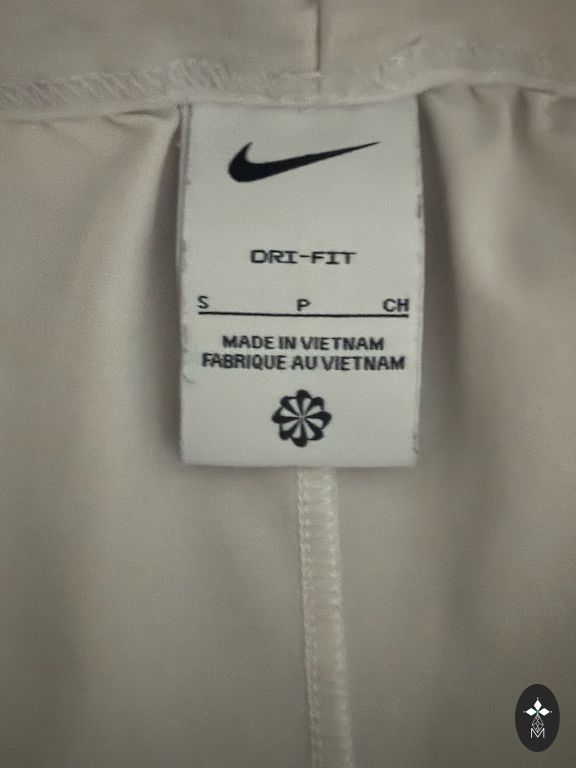 DRI-FIT
S P CH
MADE IN VIETNAM
FABRIQUE AU VIETNAM